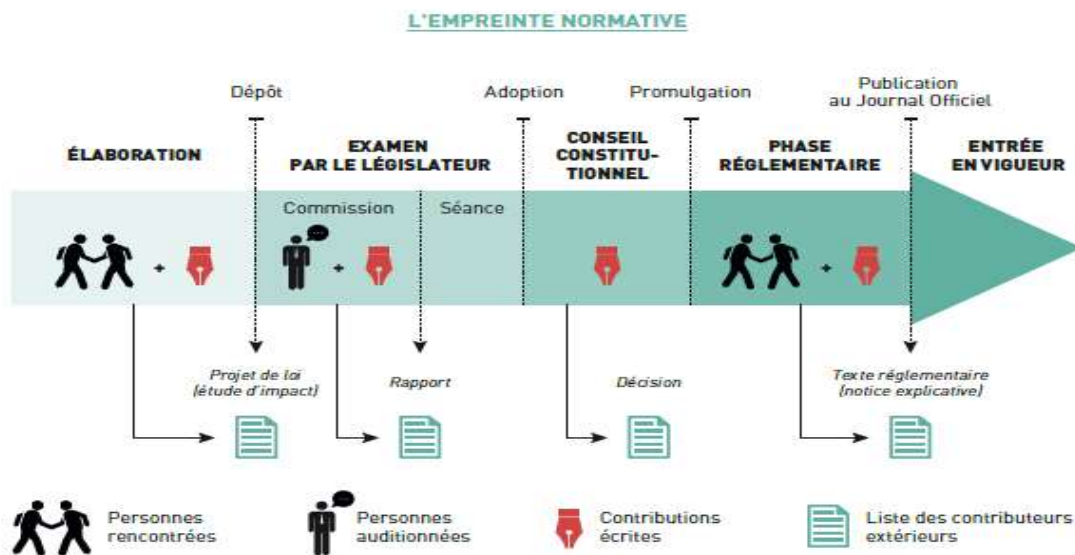 L'EMPREINTE NORMATIVE
Dépôt
Adoption
Promulgation
Publication
au Journal Officiel
ÉLABORATION
EXAMEN
PAR LE LÉGISLATEUR
CONSEIL
CONSTITU-
TIONNEL
PHASE
RÉGLEMENTAIRE
ENTRÉE
EN VIGUEUR
Commission
Séance
+
+
+
Projet de loi
(étude d'impact)
Rapport
Décision
Texte réglementaire
(notice explicative)
Personnes
rencontrées
Personnes
auditionnées
Contributions
écrites
Liste des contributeurs
extérieurs